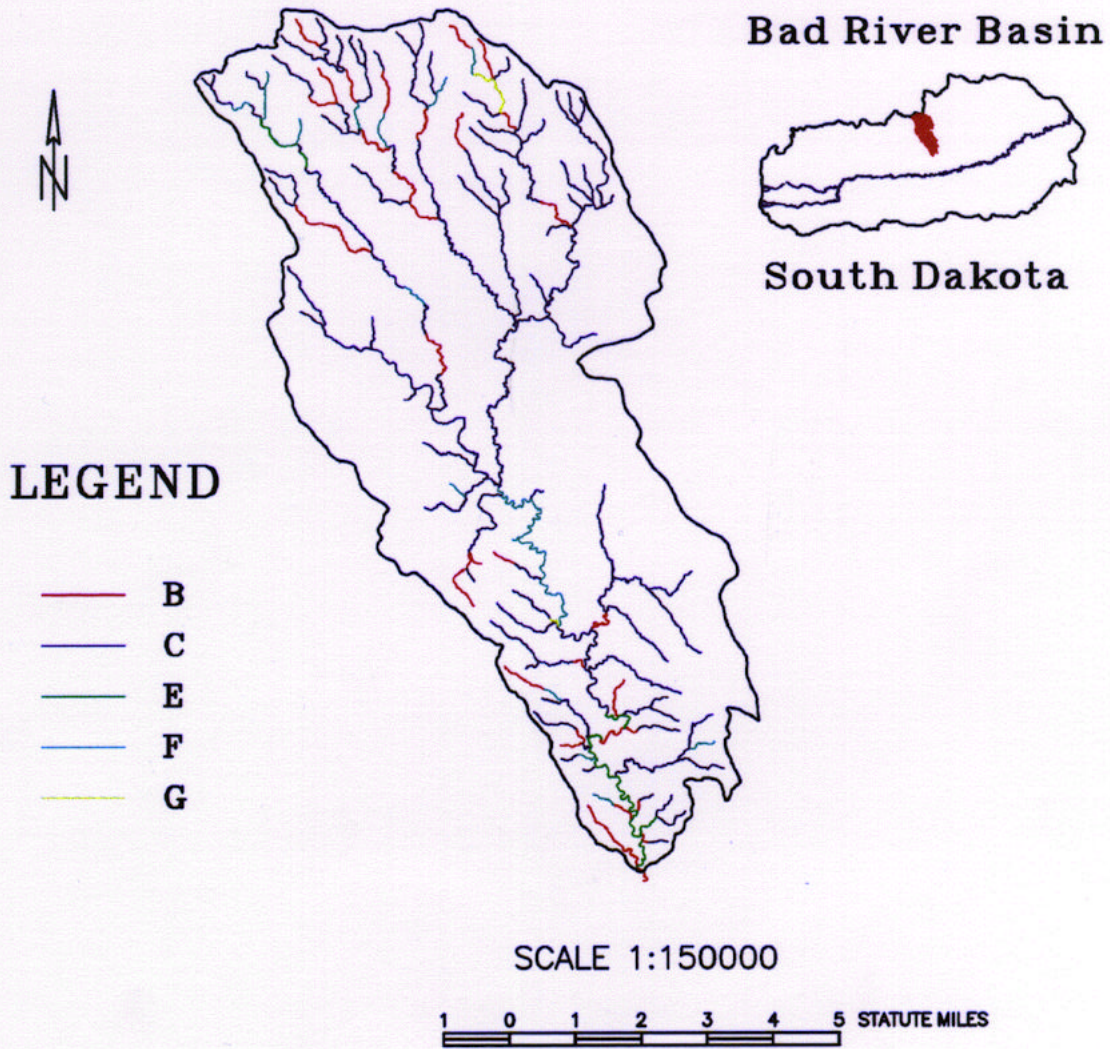 Bad River Basin
N
South Dakota
LEGEND
B
C
E
F
G
SCALE 1:150000
1 0 1 2 3 4 5 STATUTE MILES